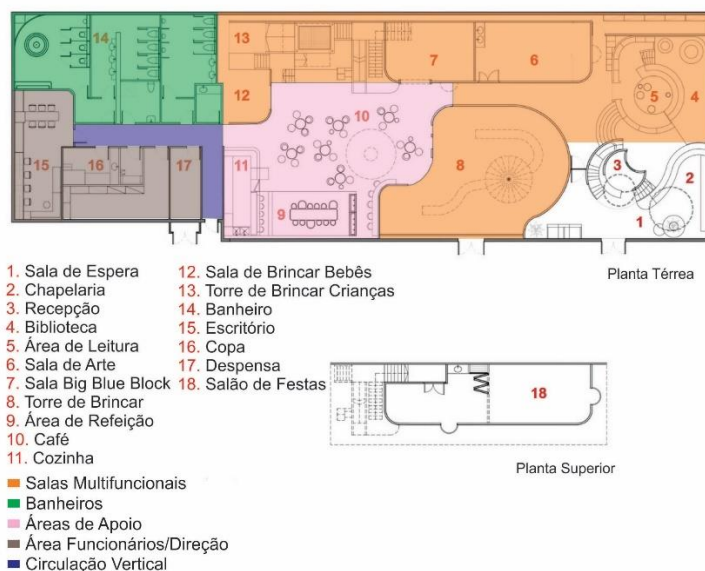 14
13
7
6
5
4
12
10
15
16
17
11
8
3
2
9
1
Planta Térrea
1. Sala de Espera
2. Chapelaria
3. Recepção
4. Biblioteca
5. Área de Leitura
6. Sala de Arte
7. Sala Big Blue Block
8. Torre de Brincar
9. Área de Refeição
10. Café
11. Cozinha
12. Sala de Brincar Bebês
13. Torre de Brincar Crianças
14. Banheiro
15. Escritório
16. Copa
17. Despensa
18. Salão de Festas
18
Planta Superior
Salas Multifuncionais
Banheiros
Áreas de Apoio
Área Funcionários/Direção
Circulação Vertical